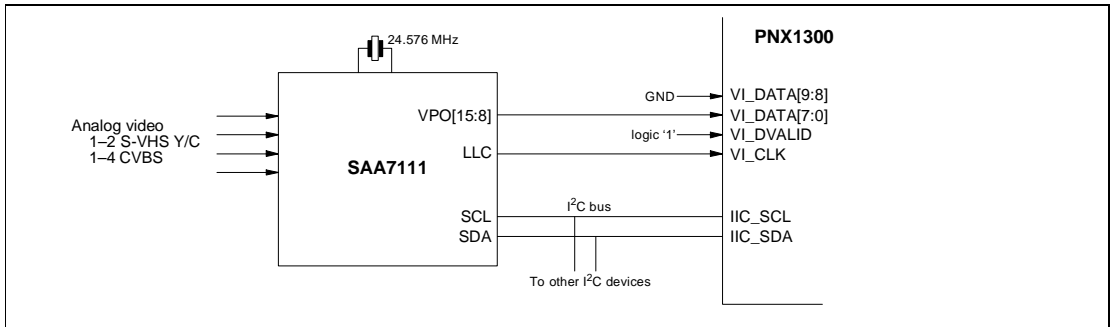 24.576 MHz
PNX1300
GND
VI_DATA[9:8]
VPO[15:8]
VI_DATA[7:0]
Analog video
1–2 S-VHS Y/C
1–4 CVBS
logic ‘1’
VI_DVALID
LLC
VI_CLK
SAA7111
I²C bus
SCL
IIC_SCL
SDA
IIC_SDA
To other I²C devices